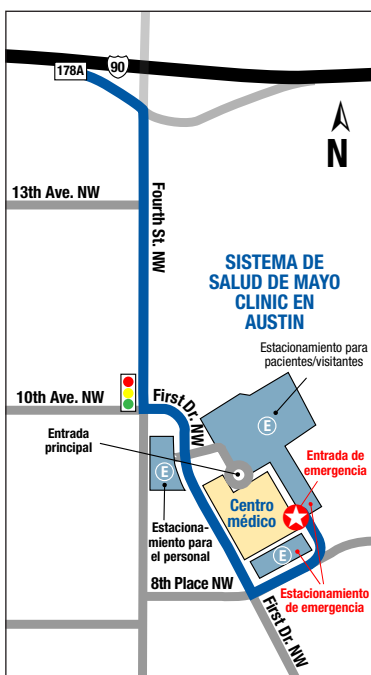 178A
90
N
13th Ave. NW
Fourth St. NW
SISTEMA DE
SALUD DE MAYO
CLINIC EN
AUSTIN
Estacionamiento para
pacientes/visitantes
E
10th Ave. NW
First Dr. NW
Entrada
principal
Entrada de
emergencia
E
Centro
médico
Estaciona-
miento para
el personal
E
8th Place NW
Estacionamiento
de emergencia
First Dr. NW